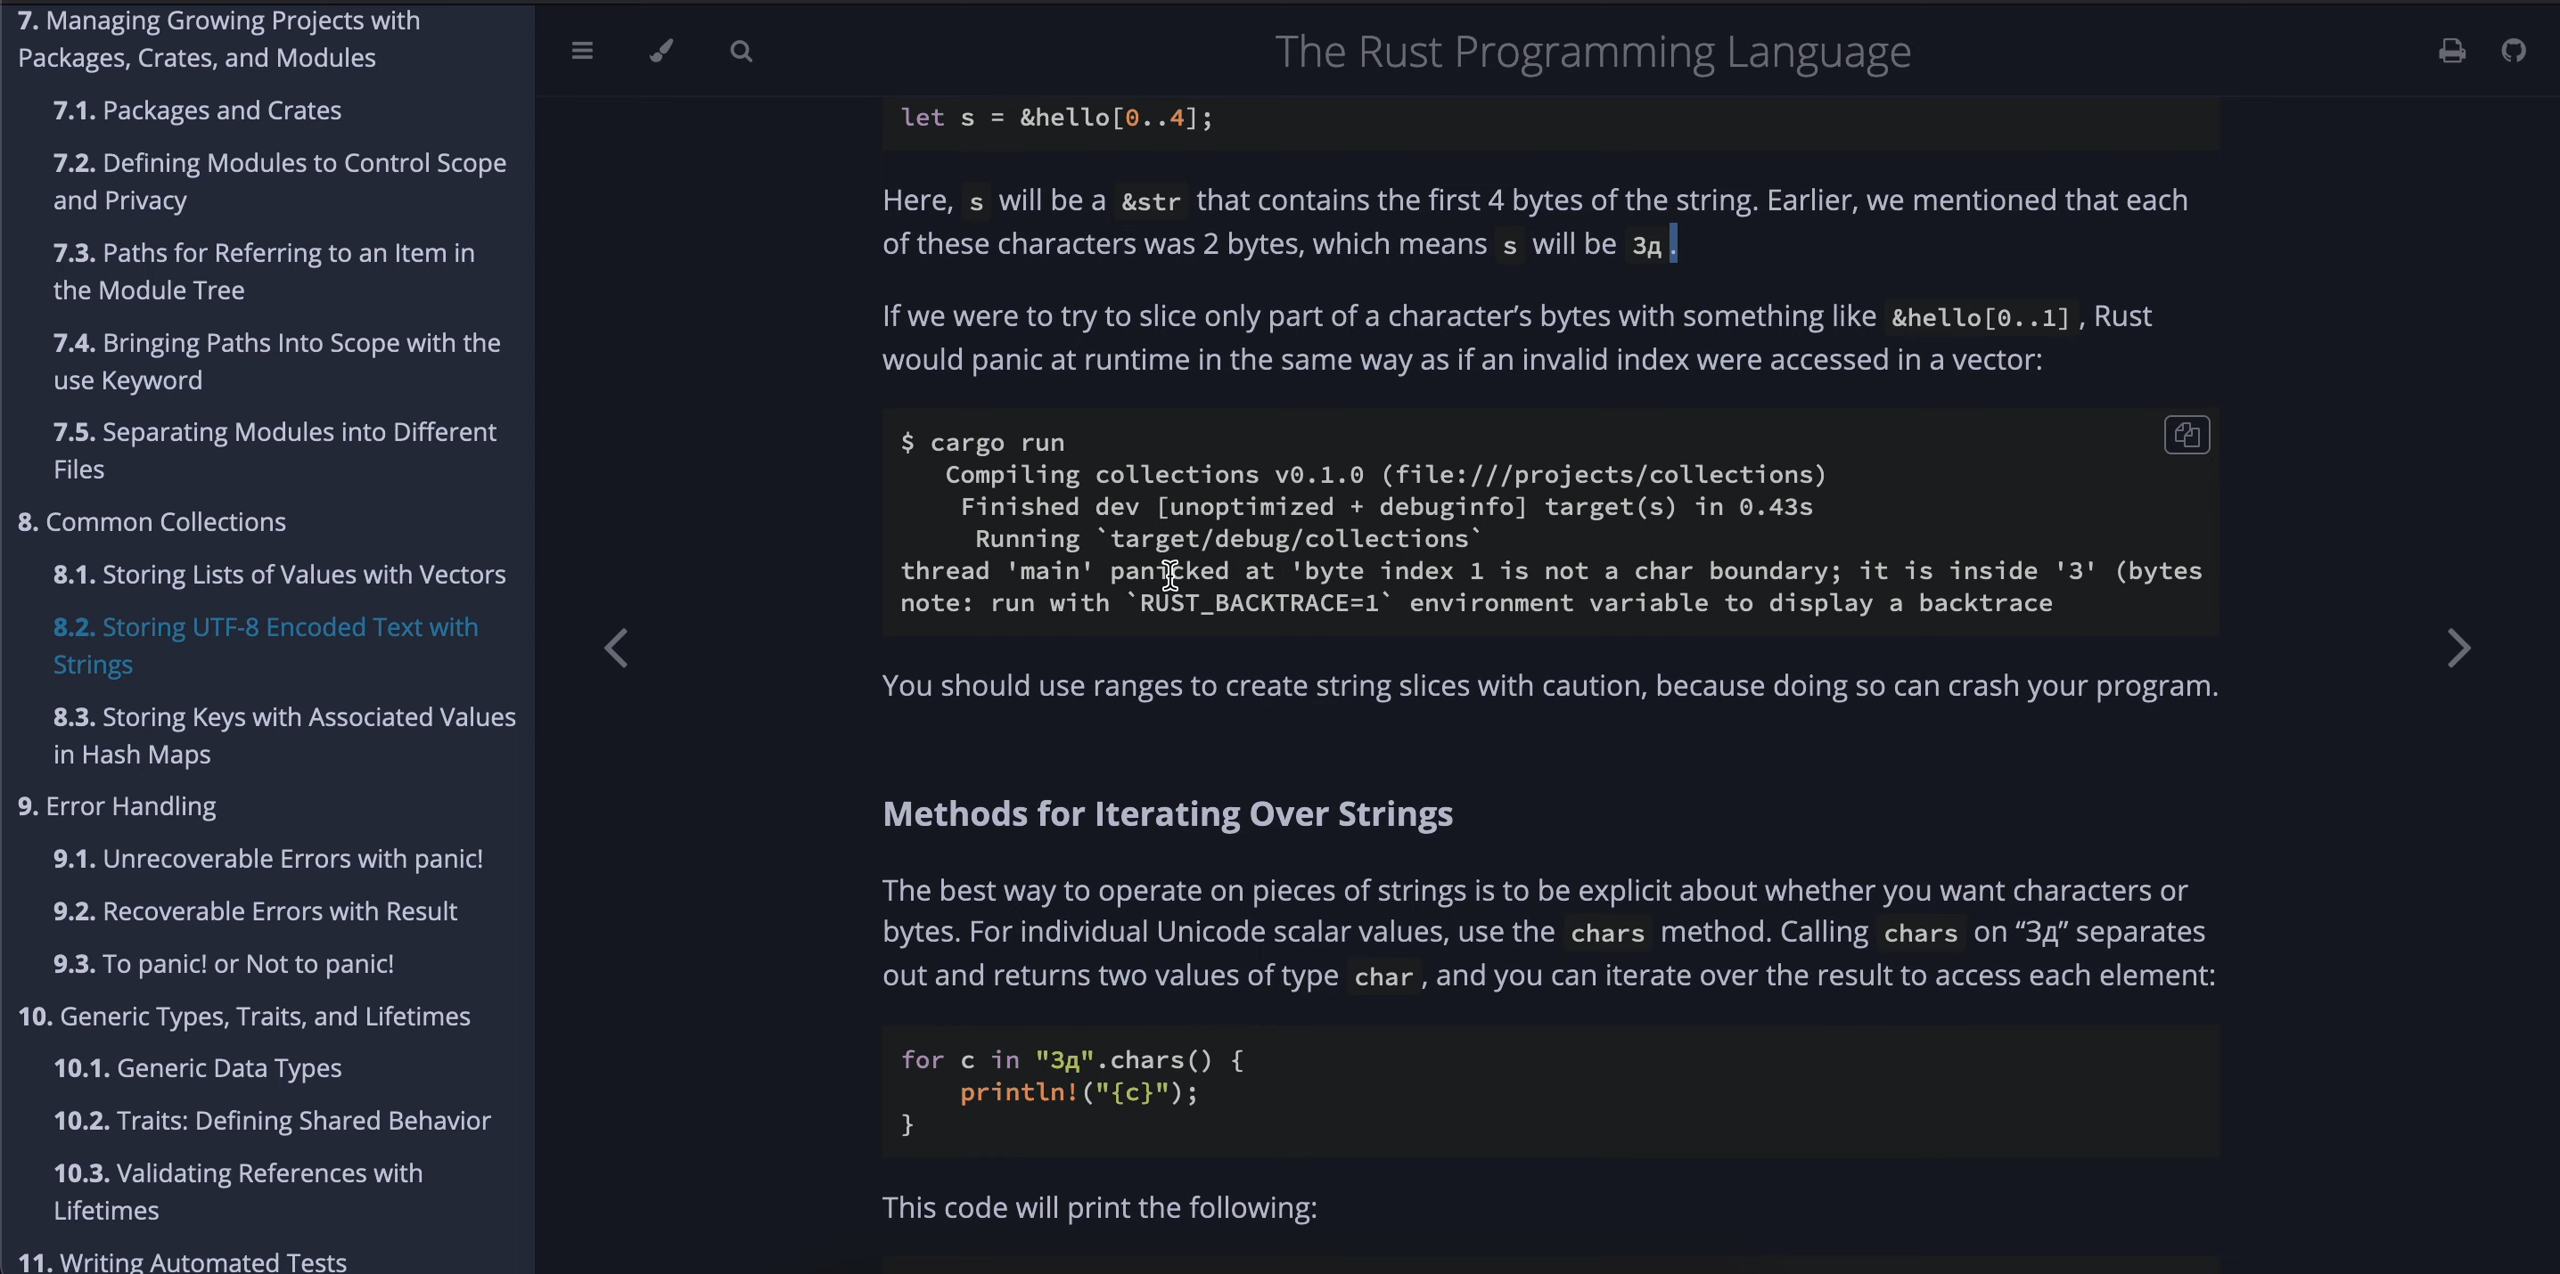 7. Managing Growing Projects with
Packages, Crates, and Modules
7.1. Packages and Crates
7.2. Defining Modules to Control Scope
and Privacy
7.3. Paths for Referring to an Item in
the Module Tree
7.4. Bringing Paths Into Scope with the
use Keyword
7.5. Separating Modules into Different
Files
8. Common Collections
8.1. Storing Lists of Values with Vectors
8.2. Storing UTF-8 Encoded Text with
Strings
8.3. Storing Keys with Associated Values
in Hash Maps
9. Error Handling
9.1. Unrecoverable Errors with panic!
9.2. Recoverable Errors with Result
9.3. To panic! or Not to panic!
10. Generic Types, Traits, and Lifetimes
10.1. Generic Data Types
10.2. Traits: Defining Shared Behavior
10.3. Validating References with
Lifetimes
11. Writing Automated Tests
The Rust Programming Language
let s = &hello[0..4];
Here, s will be a &str that contains the first 4 bytes of the string. Earlier, we mentioned that each
of these characters was 2 bytes, which means s will be Зд.
If we were to try to slice only part of a character’s bytes with something like &hello[0..1], Rust
would panic at runtime in the same way as if an invalid index were accessed in a vector:
$ cargo run
   Compiling collections v0.1.0 (file:///projects/collections)
    Finished dev [unoptimized + debuginfo] target(s) in 0.43s
     Running `target/debug/collections`
thread 'main' panicked at 'byte index 1 is not a char boundary; it is inside 'З' (bytes
note: run with `RUST_BACKTRACE=1` environment variable to display a backtrace
You should use ranges to create string slices with caution, because doing so can crash your program.
Methods for Iterating Over Strings
The best way to operate on pieces of strings is to be explicit about whether you want characters or
bytes. For individual Unicode scalar values, use the chars method. Calling chars on “Зд” separates
out and returns two values of type char, and you can iterate over the result to access each element:
for c in "Зд".chars() {
    println!("{c}");
}
This code will print the following: